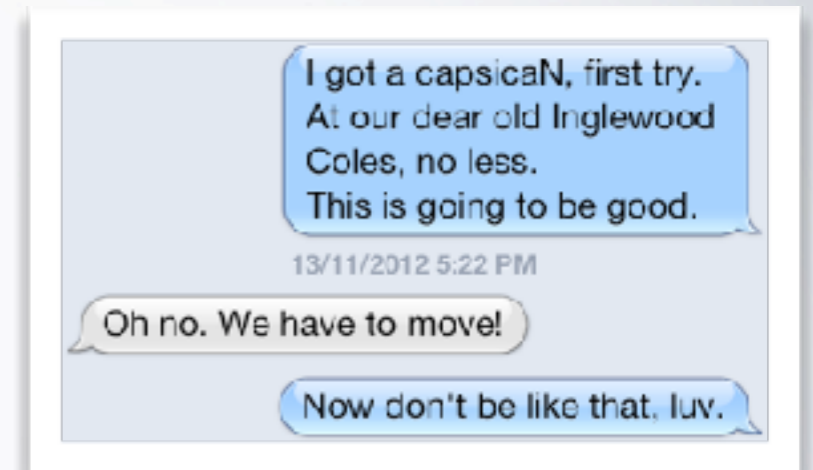 I got a capsicaN, first try.
At our dear old Inglewood
Coles, no less.
This is going to be good.
13/11/2012 5:22 PM
Oh no. We have to move!
Now don't be like that, luv.